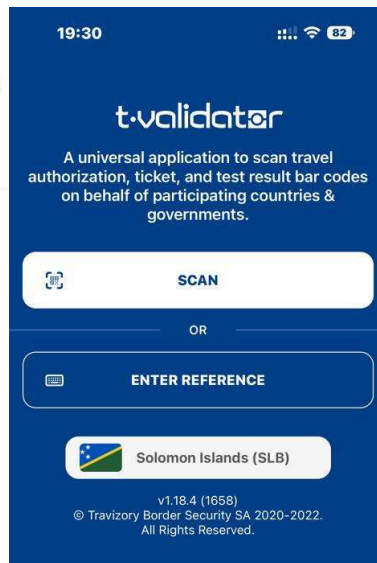 19:30
82
t·validator
A universal application to scan travel
authorization, ticket, and test result bar codes
on behalf of participating countries &
governments.
SCAN
OR
ENTER REFERENCE
Solomon Islands (SLB)
v1.18.4 (1658)
© Travizory Border Security SA 2020-2022.
All Rights Reserved.